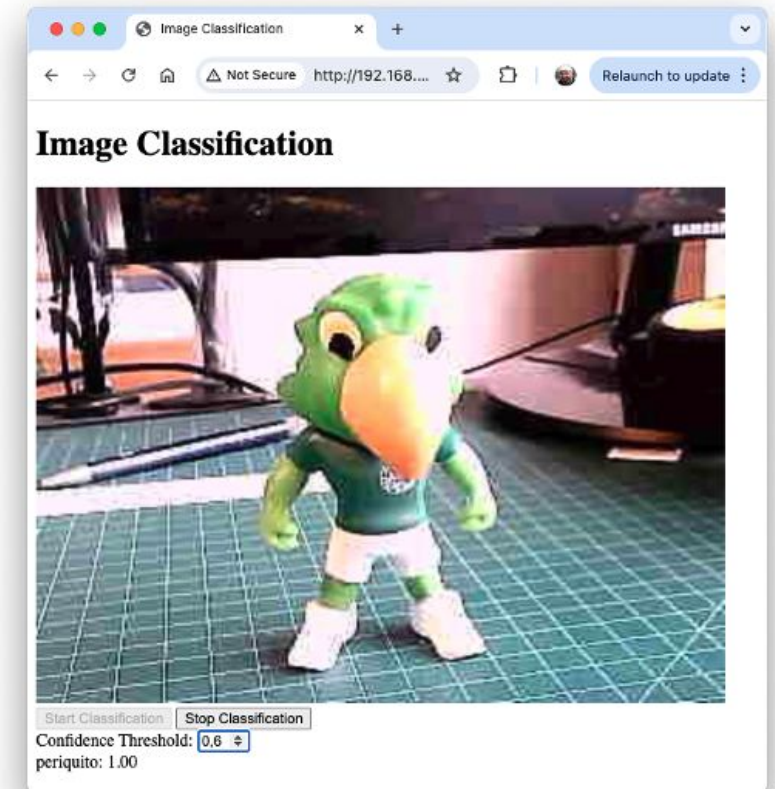 Image Classification
Not Secure
http://192.168....
Relaunch to update
Image Classification
SAMSUNG
Start Classification
Stop Classification
Confidence Threshold: 0,6
periquito: 1.00